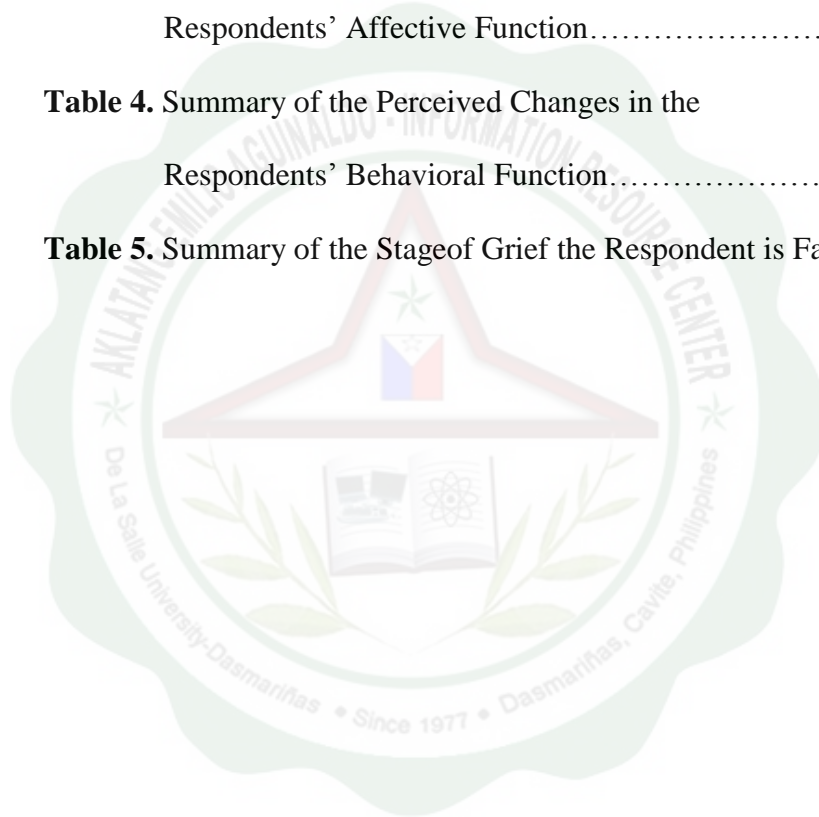 Respondents’ Affective Function……………………
Table 4. Summary of the Perceived Changes in the
Respondents’ Behavioral Function…………………
Table 5. Summary of the Stageof Grief the Respondent is Fa
AKLATANG EMILIO AGUINALDO - INFORMATION RESOURCE CENTER
De La Salle University-Dasmariñas
Since 1977
Dasmariñas, Cavite, Philippines